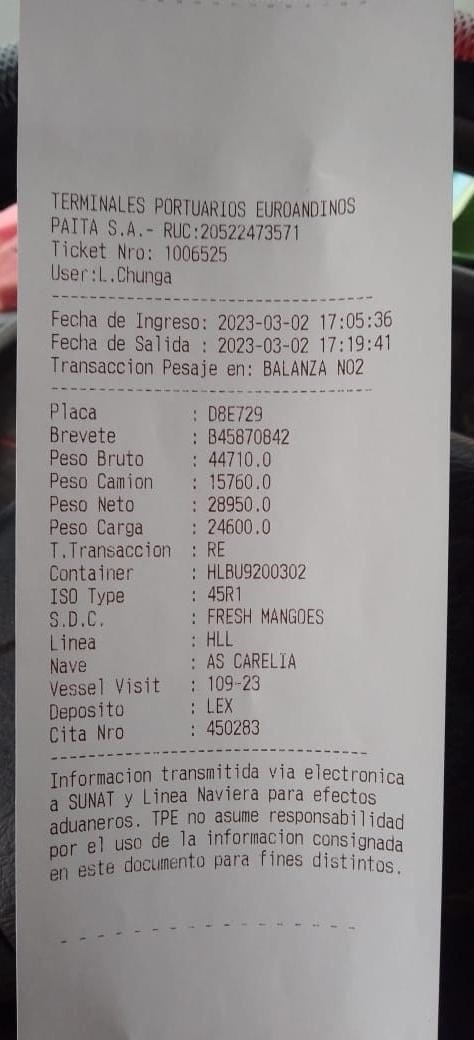 TERMINALES PORTUARIOS EUROANDINOS
PAITA S.A.- RUC:20522473571
Ticket Nro: 1006525
User:L.Chunga
Fecha de Ingreso: 2023-03-02 17:05:36
Fecha de Salida : 2023-03-02 17:19:41
Transaccion Pesaje en: BALANZA NO2
Placa : D8E729
Brevete : B45870842
Peso Bruto : 44710.0
Peso Camion : 15760.0
Peso Neto : 28950.0
Peso Carga : 24600.0
T.Transaccion : RE
Container : HLBU9200302
ISO Type : 45R1
S.D.C. : FRESH MANGOES
Linea : HLL
Nave : AS CARELIA
Vessel Visit : 109-23
Deposito : LEX
Cita Nro : 450283
Informacion transmitida via electronica
a SUNAT y Linea Naviera para efectos
aduaneros. TPE no asume responsabilidad
por el uso de la informacion consignada
en este documento para fines distintos.